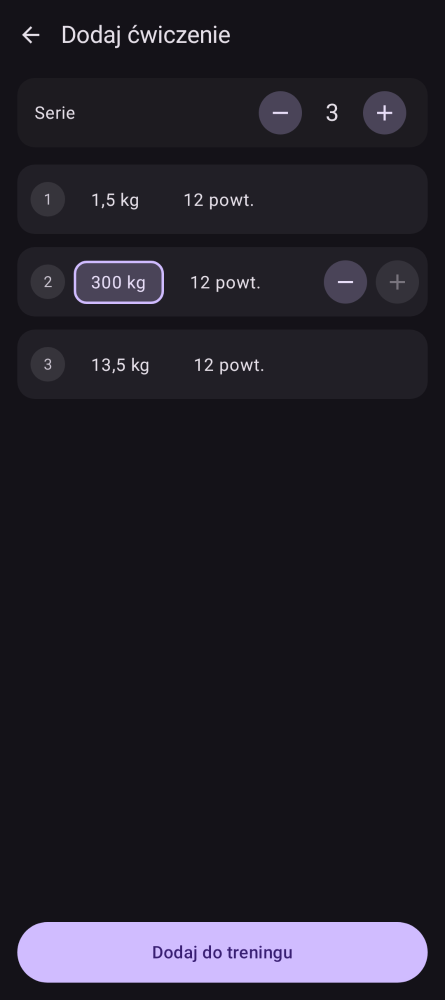 Dodaj ćwiczenie
Serie 3
1 1,5 kg 12 powt.
2 300 kg 12 powt.
3 13,5 kg 12 powt.
Dodaj do treningu